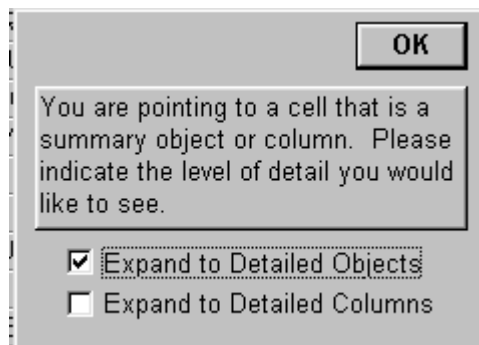 OK
You are pointing to a cell that is a
summary object or column.  Please
indicate the level of detail you would
like to see.
Expand to Detailed Objects
Expand to Detailed Columns